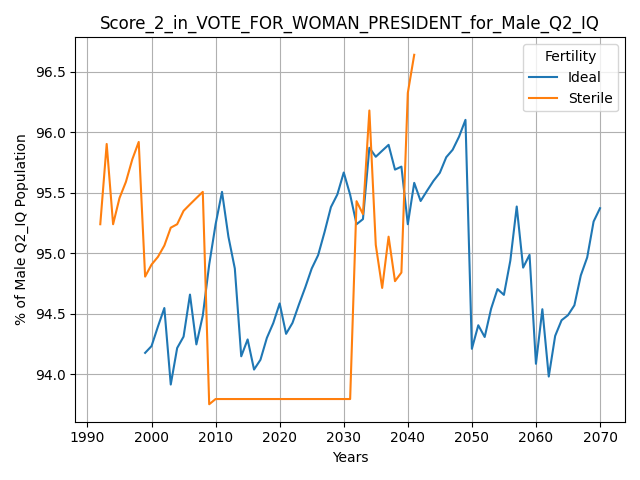 Score_2_in_VOTE_FOR_WOMAN_PRESIDENT_for_Male_Q2_IQ
Fertility
Ideal
Sterile
% of Male Q2_IQ Population
96.5
96.0
95.5
95.0
94.5
94.0
1990 2000 2010 2020 2030 2040 2050 2060 2070
Years